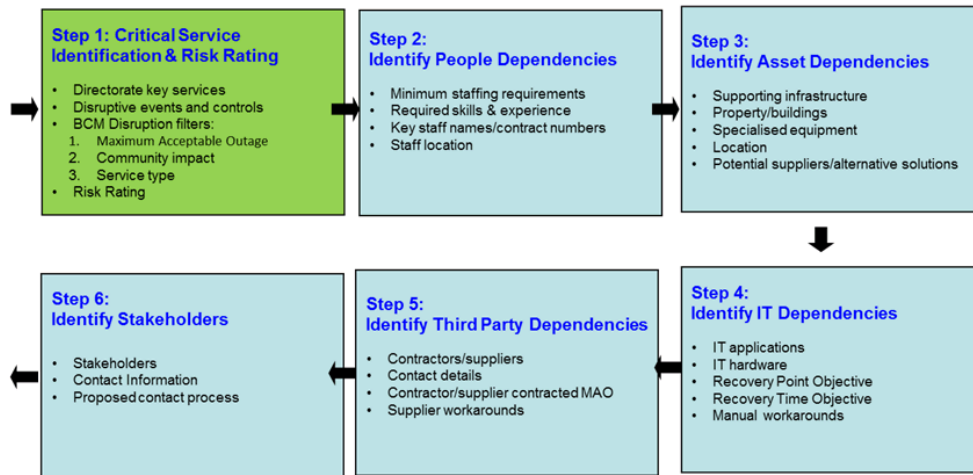 Step 1: Critical Service
Identification & Risk Rating
• Directorate key services
• Disruptive events and controls
• BCM Disruption filters:
1. Maximum Acceptable Outage
2. Community impact
3. Service type
• Risk Rating
Step 2:
Identify People Dependencies
• Minimum staffing requirements
• Required skills & experience
• Key staff names/contract numbers
• Staff location
Step 3:
Identify Asset Dependencies
• Supporting infrastructure
• Property/buildings
• Specialised equipment
• Location
• Potential suppliers/alternative solutions
Step 4:
Identify IT Dependencies
• IT applications
• IT hardware
• Recovery Point Objective
• Recovery Time Objective
• Manual workarounds
Step 5:
Identify Third Party Dependencies
• Contractors/suppliers
• Contact details
• Contractor/supplier contracted MAO
• Supplier workarounds
Step 6:
Identify Stakeholders
• Stakeholders
• Contact Information
• Proposed contact process